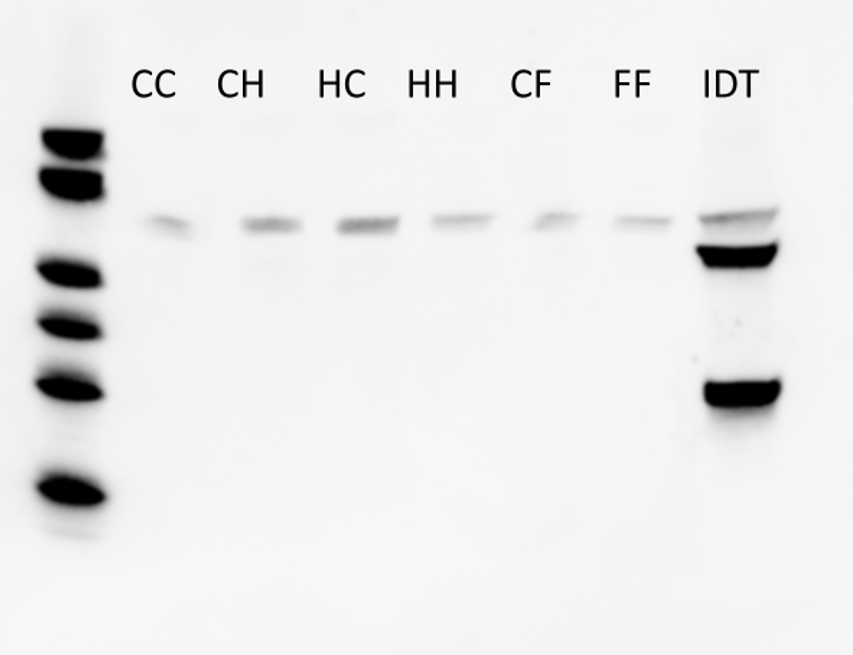 CC CH HC HH CF FF IDT